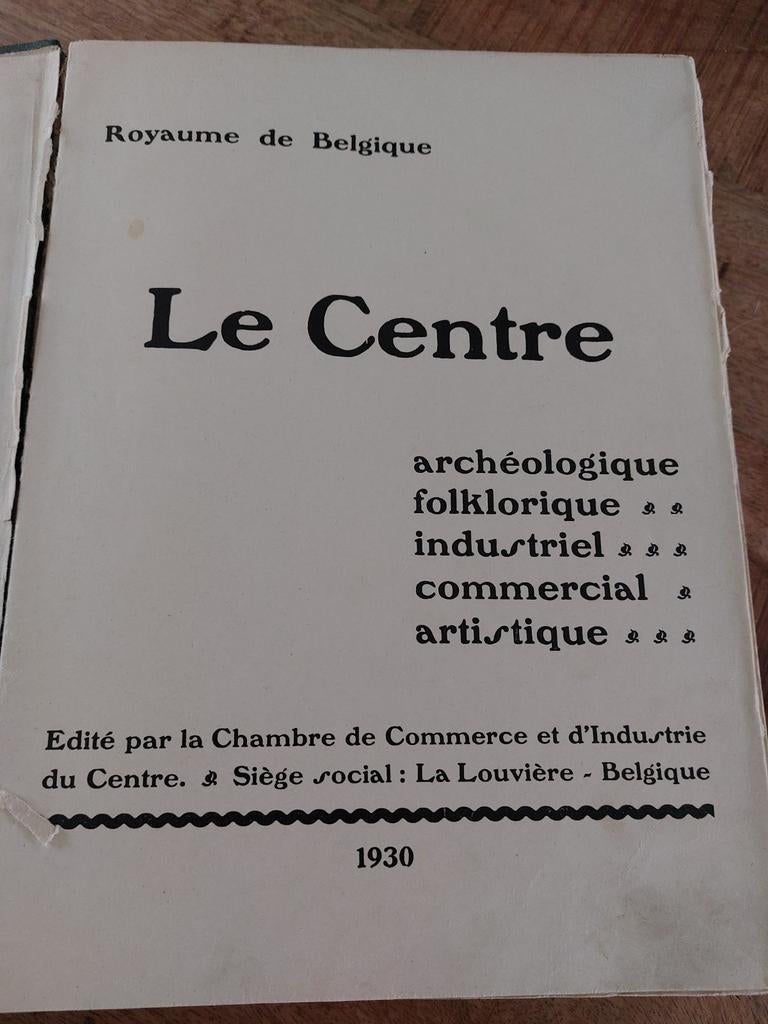 Royaume de Belgique
Le Centre
archéologique
folklorique
industriel
commercial
artistique
Edité par la Chambre de Commerce et d'Industrie
du Centre. Siège social : La Louvière - Belgique
1930